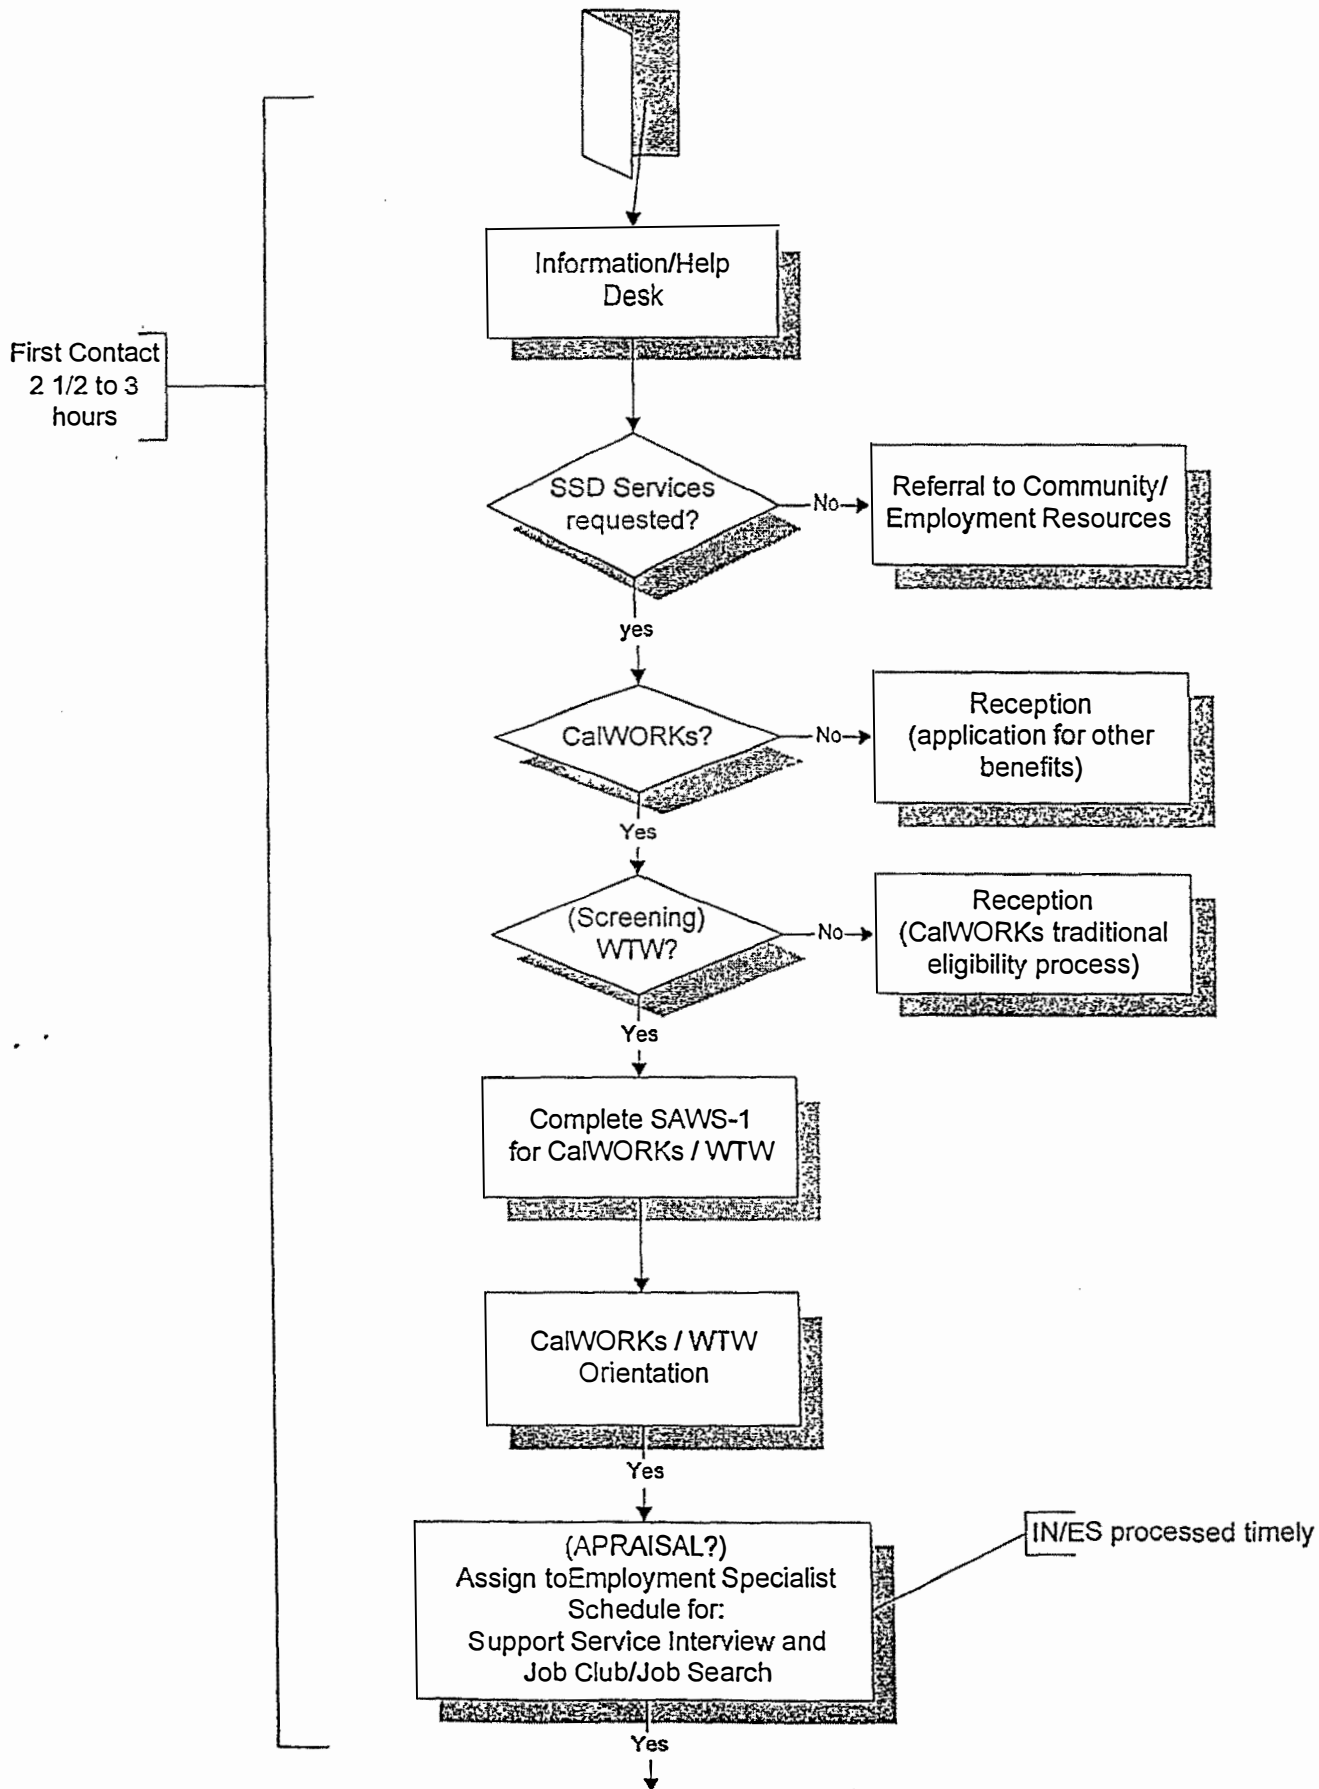 Information/Help
Desk
First Contact
2 1/2 to 3
hours
SSD Services
requested?
No
Referral to Community/
Employment Resources
yes
CalWORKs?
No
Reception
(application for other
benefits)
Yes
(Screening)
WTW?
No
Reception
(CalWORKs traditional
eligibility process)
Yes
Complete SAWS-1
for CalWORKs / WTW
CalWORKs / WTW
Orientation
Yes
(APRAISAL?)
Assign toEmployment Specialist
Schedule for:
Support Service Interview and
Job Club/Job Search
IN/ES processed timely
Yes